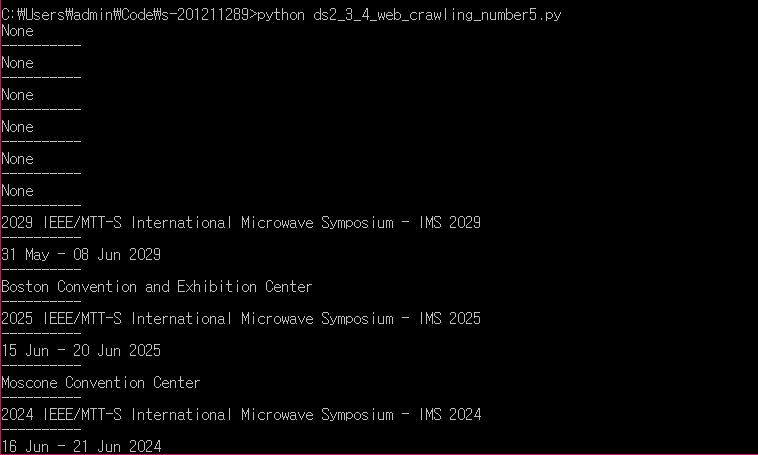 C:₩Users₩admin₩Code₩s-201211289>python ds2_3_4_web_crawling_number5.py
None
----------
None
----------
None
----------
None
----------
None
----------
None
----------
2029 IEEE/MTT-S International Microwave Symposium - IMS 2029
----------
31 May - 08 Jun 2029
----------
Boston Convention and Exhibition Center
----------
2025 IEEE/MTT-S International Microwave Symposium - IMS 2025
----------
15 Jun - 20 Jun 2025
----------
Moscone Convention Center
----------
2024 IEEE/MTT-S International Microwave Symposium - IMS 2024
----------
16 Jun - 21 Jun 2024